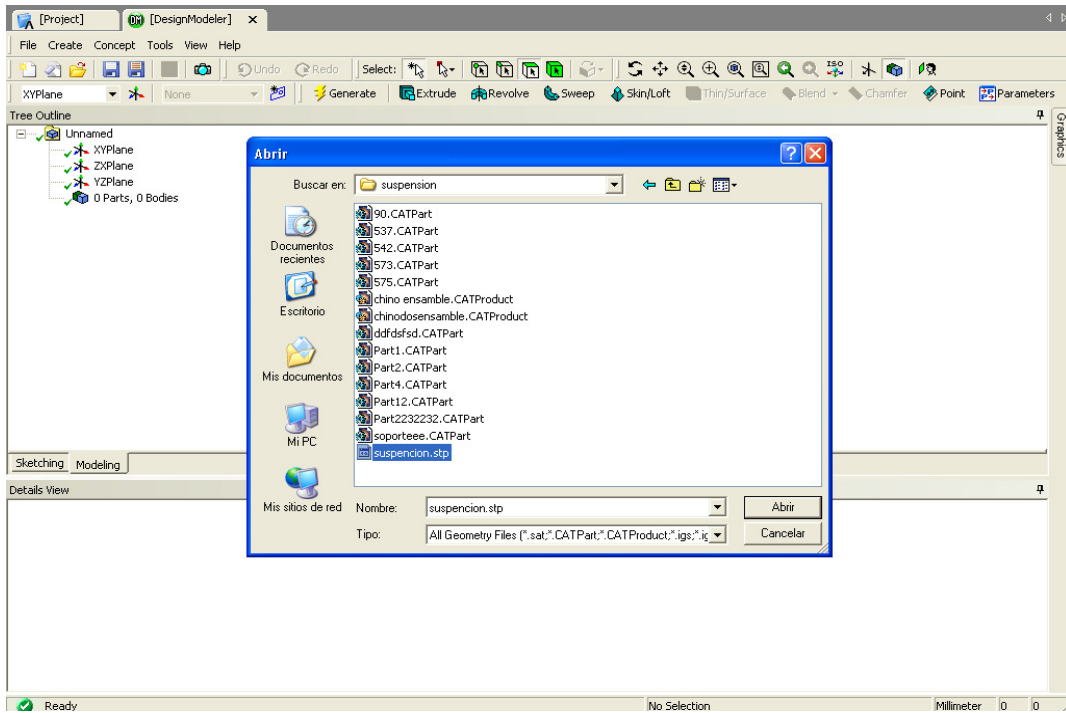 [Project] [DesignModeler]
File Create Concept Tools View Help
Undo Redo Select: ISO
XYPlane None Generate Extrude Revolve Sweep Skin/Loft Thin/Surface Blend Chamfer Point Parameters
Tree Outline
Graphics
Unnamed
XYPlane
ZXPlane
YZPlane
0 Parts, 0 Bodies
Abrir
Buscar en: suspension
Documentos recientes
Escritorio
Mis documentos
Mi PC
Mis sitios de red
90.CATPart
537.CATPart
542.CATPart
573.CATPart
575.CATPart
chino ensamble.CATProduct
chinodosensamble.CATProduct
ddfdsfsd.CATPart
Part1.CATPart
Part2.CATPart
Part4.CATPart
Part12.CATPart
Part2232232.CATPart
soporteee.CATPart
suspencion.stp
Nombre: suspencion.stp Abrir
Tipo: All Geometry Files (*.sat;*.CATPart;*.CATProduct;*.igs;*.ig Cancelar
Sketching Modeling
Details View
Ready No Selection Millimeter 0 0